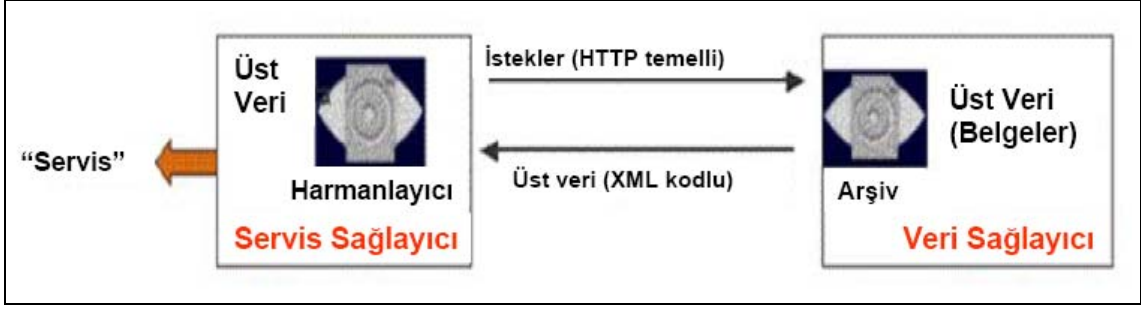 “Servis”
Üst
Veri
Harmanlayıcı
Servis Sağlayıcı
İstekler (HTTP temelli)
Üst veri (XML kodlu)
Üst Veri
(Belgeler)
Arşiv
Veri Sağlayıcı